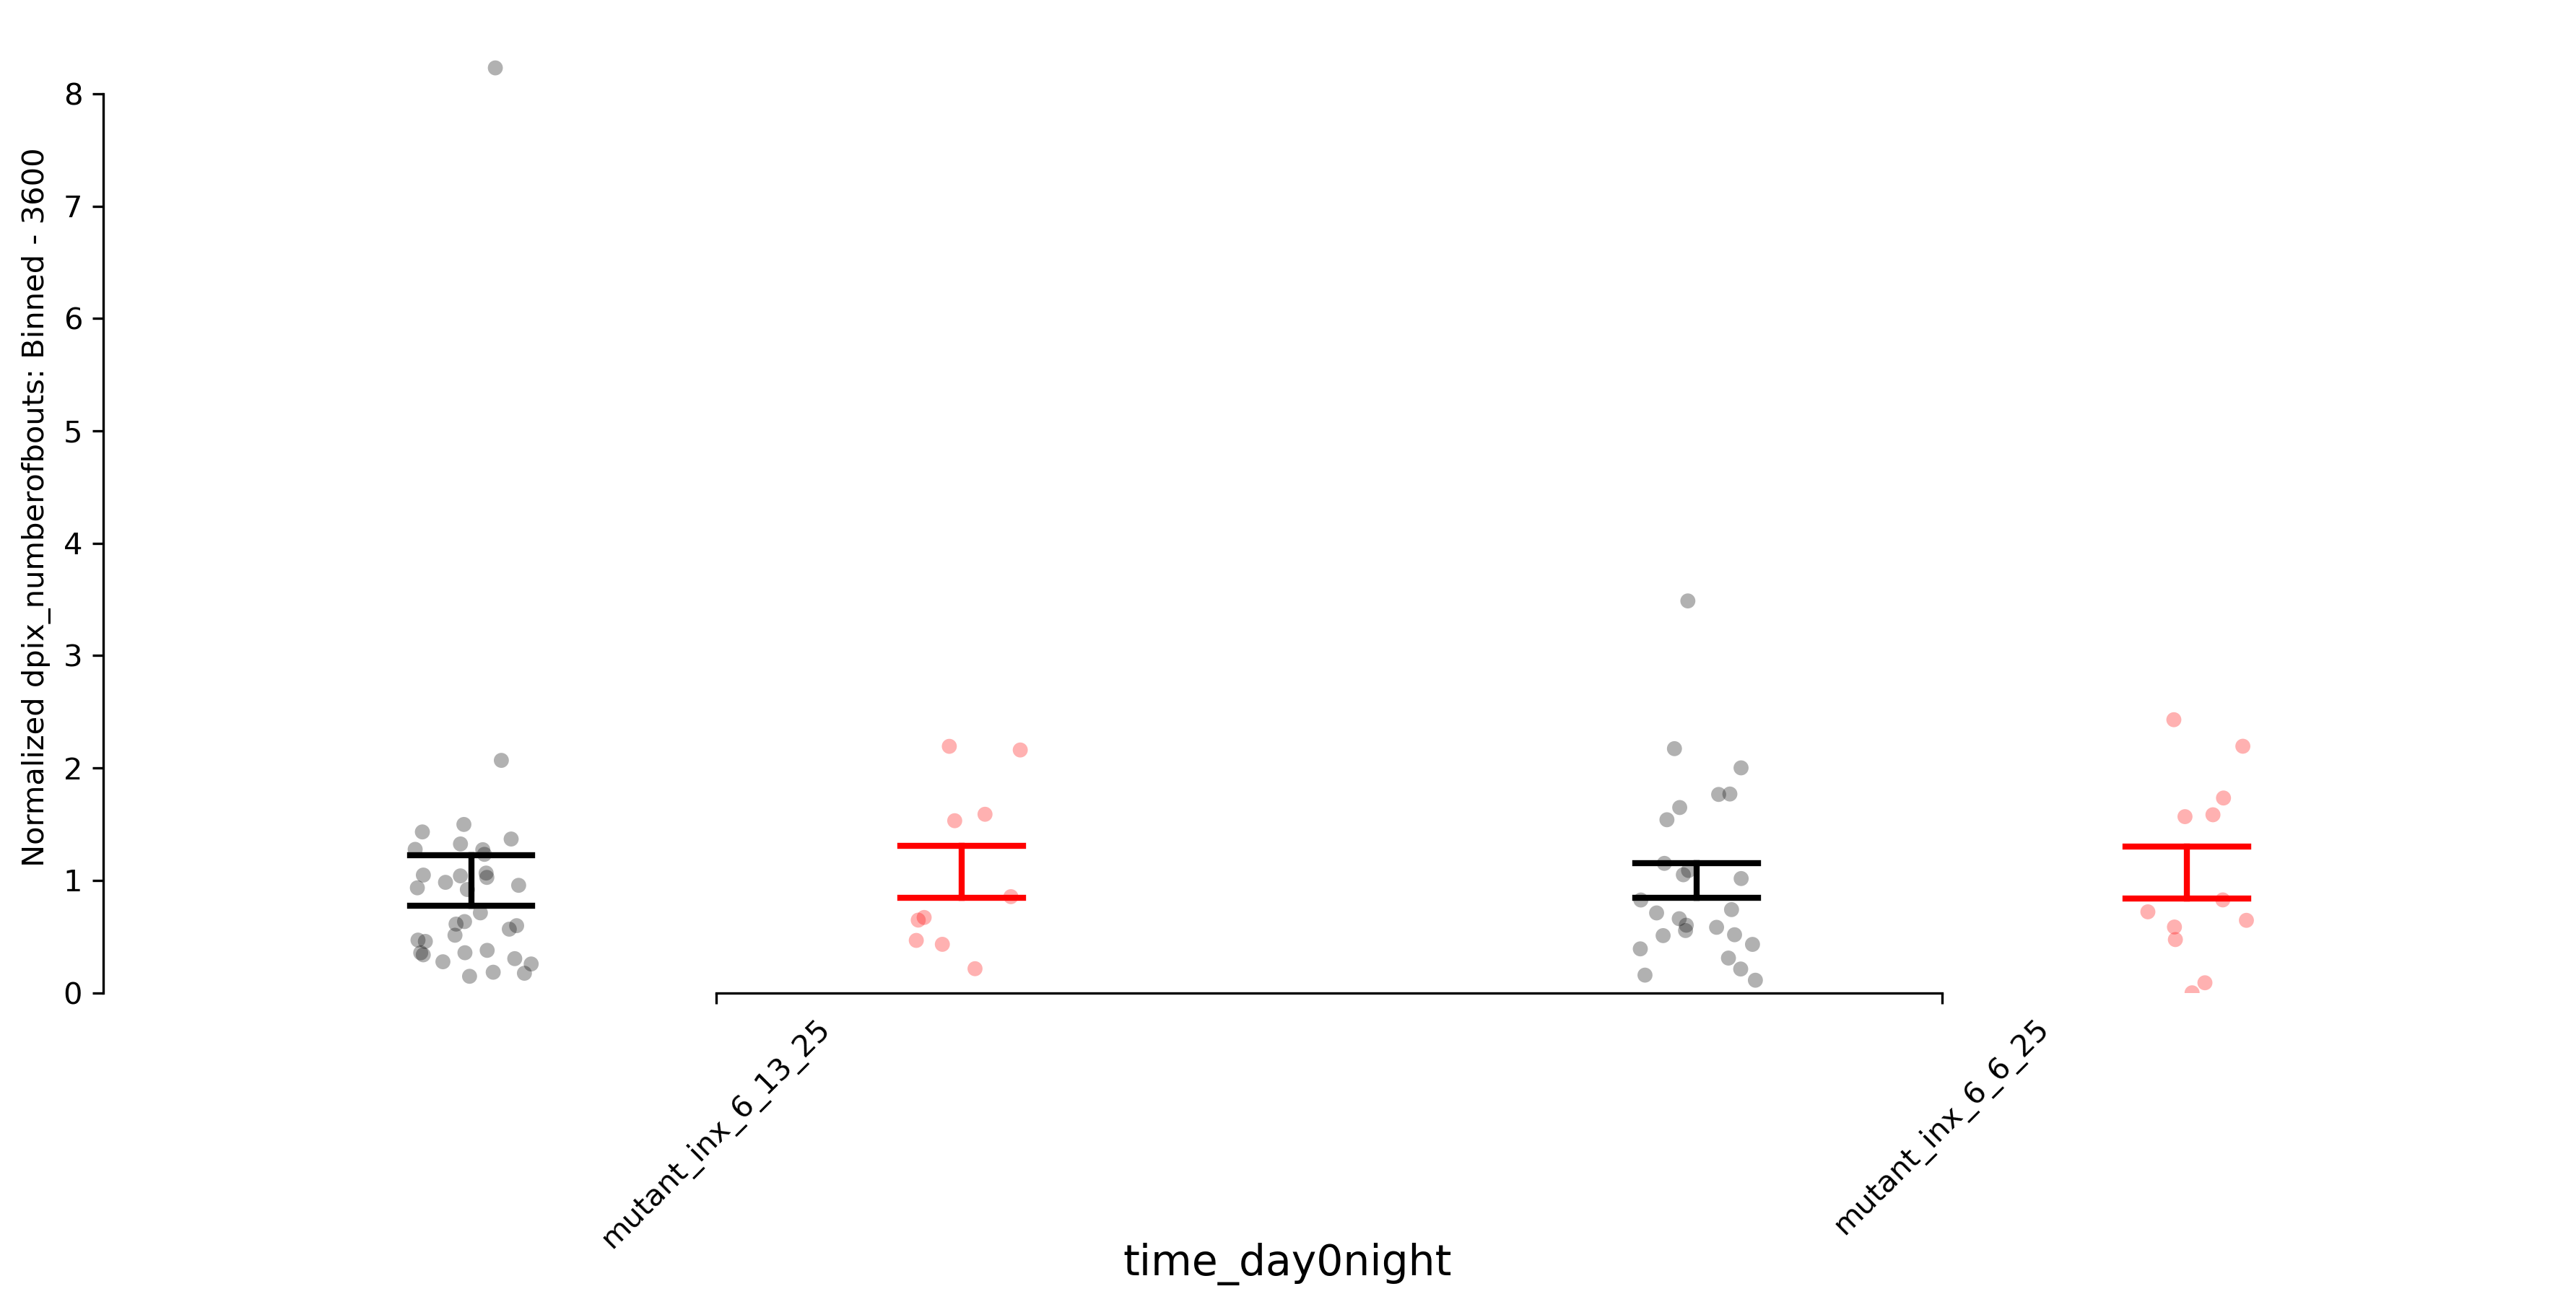 Normalized dpix_numberofbouts: Binned - 3600
8
7
6
5
4
3
2
1
0
mutant_inx_6_13_25
mutant_inx_6_6_25
time_day0night